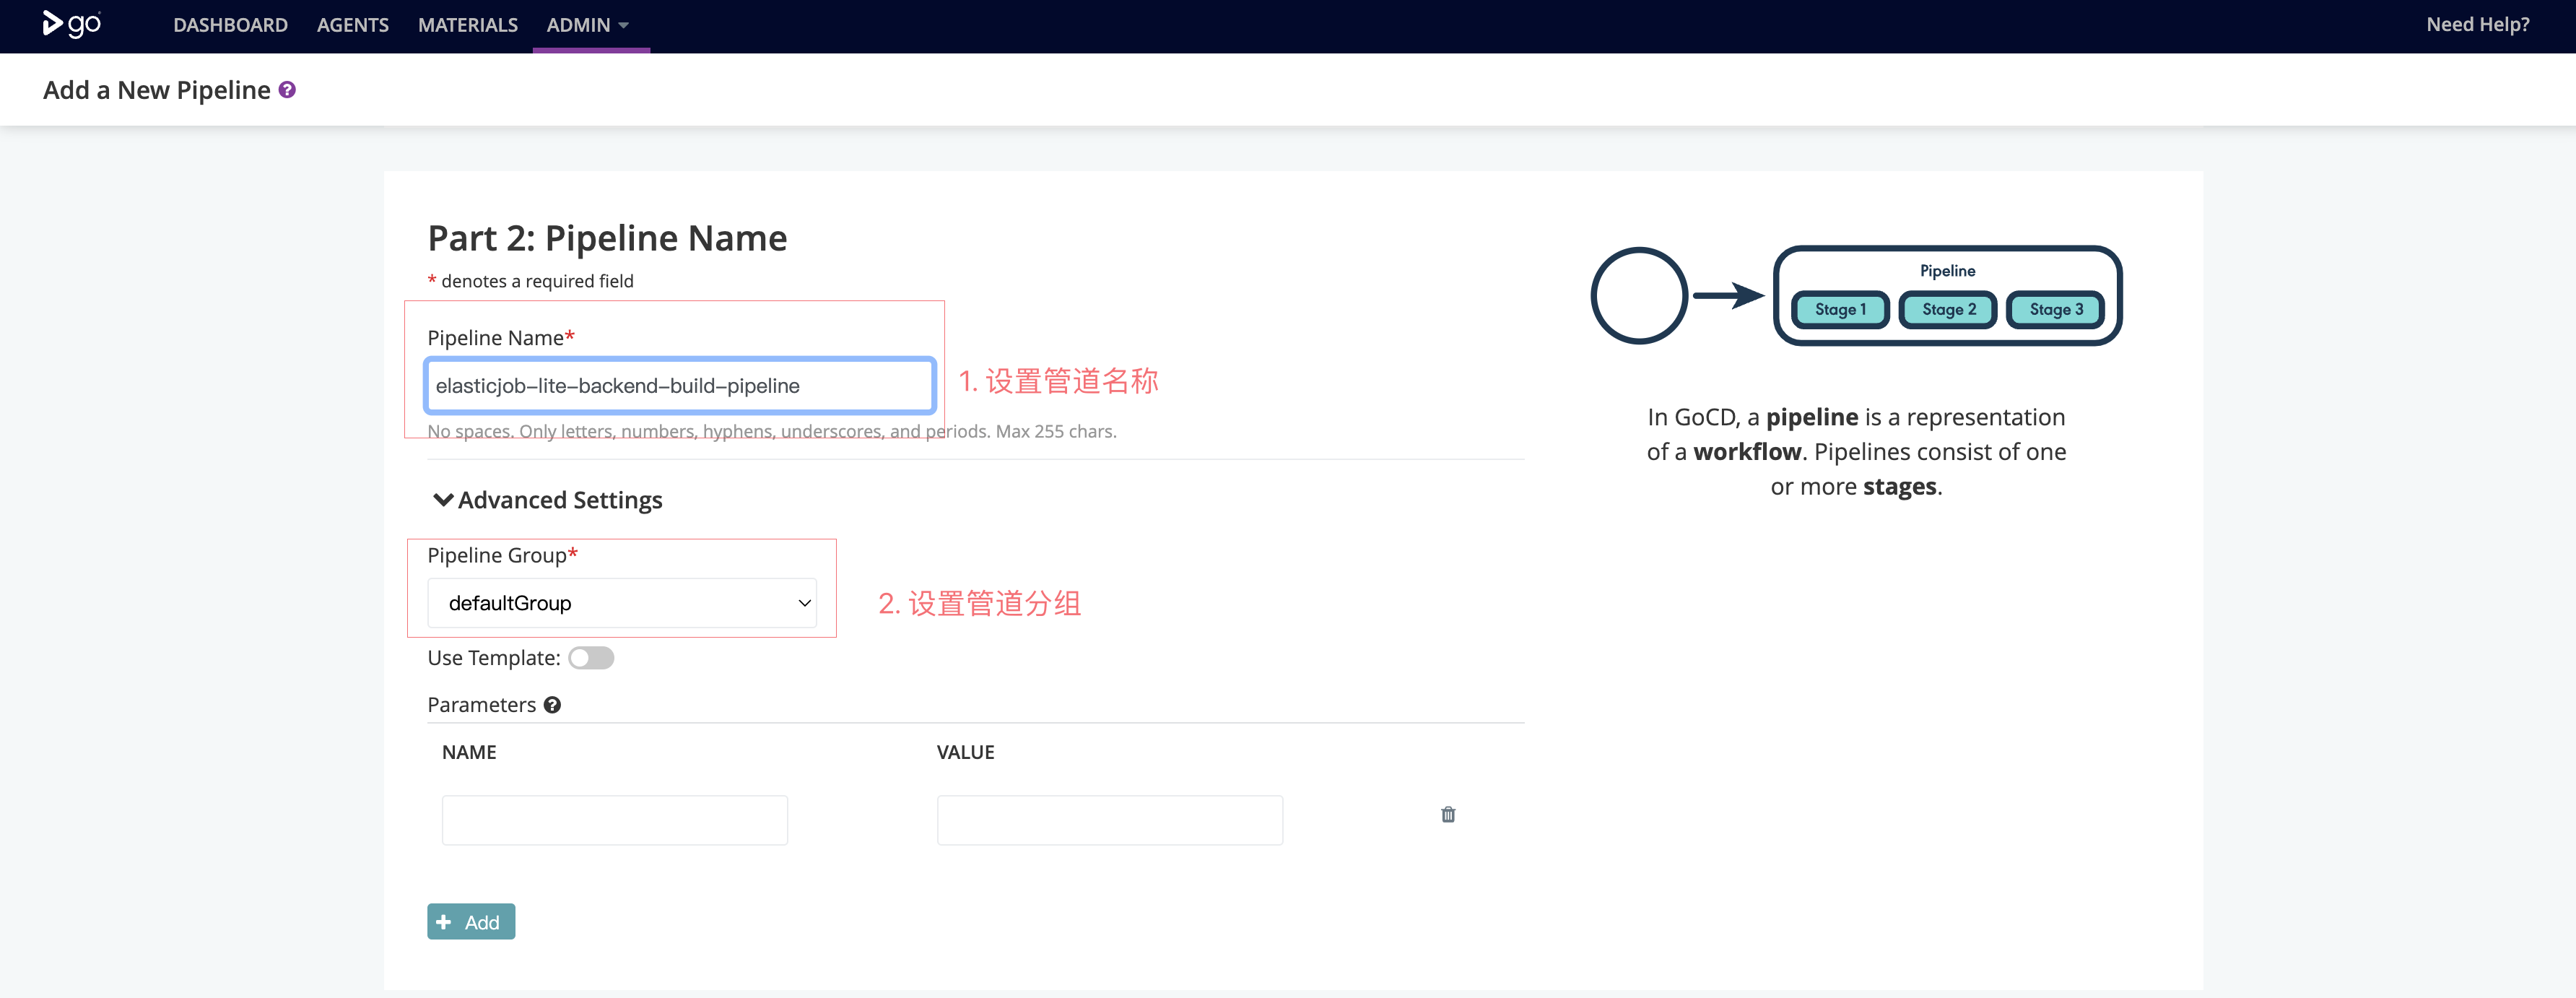 go
DASHBOARD AGENTS MATERIALS ADMIN
Need Help?
Add a New Pipeline ?
Part 2: Pipeline Name
* denotes a required field
Pipeline Name*
elasticjob-lite-backend-build-pipeline
1. 设置管道名称
No spaces. Only letters, numbers, hyphens, underscores, and periods. Max 255 chars.
Advanced Settings
Pipeline Group*
defaultGroup
2. 设置管道分组
Use Template:
Parameters ?
NAME VALUE
+ Add
Pipeline
Stage 1 Stage 2 Stage 3
In GoCD, a pipeline is a representation
of a workflow. Pipelines consist of one
or more stages.